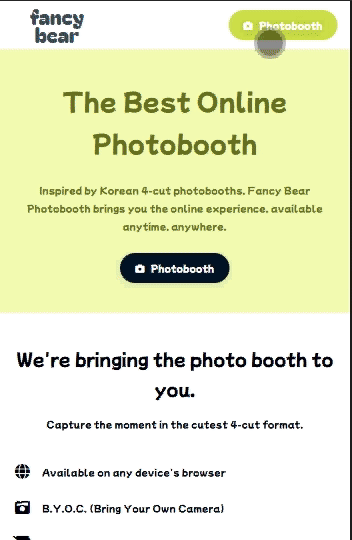 fancy
bear
Photobooth
The Best Online
Photobooth
Inspired by Korean 4-cut photobooths. Fancy Bear
Photobooth brings you the online experience. available
anytime. anywhere.
Photobooth
We're bringing the photo booth to
you.
Capture the moment in the cutest 4-cut format.
Available on any device's browser
B.Y.O.C. (Bring Your Own Camera)